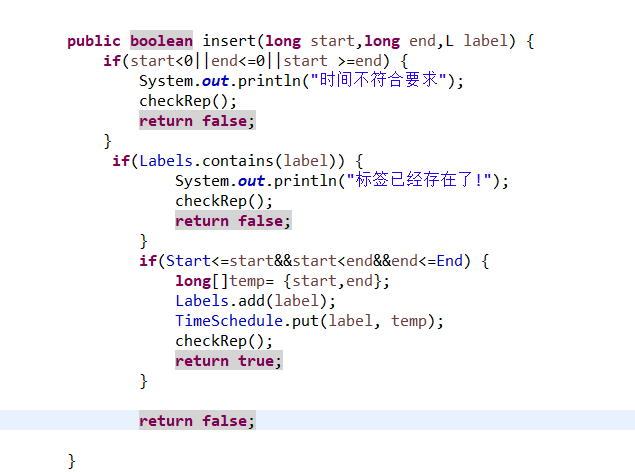 public boolean insert(long start,long end,L label) {
if(start<0||end<=0||start >=end) {
System.out.println("时间不符合要求");
checkRep();
return false;
}
if(Labels.contains(label)) {
System.out.println("标签已经存在了!");
checkRep();
return false;
}
if(Start<=start&&start<end&&end<=End) {
long[]temp= {start,end};
Labels.add(label);
TimeSchedule.put(label, temp);
checkRep();
return true;
}
return false;
}